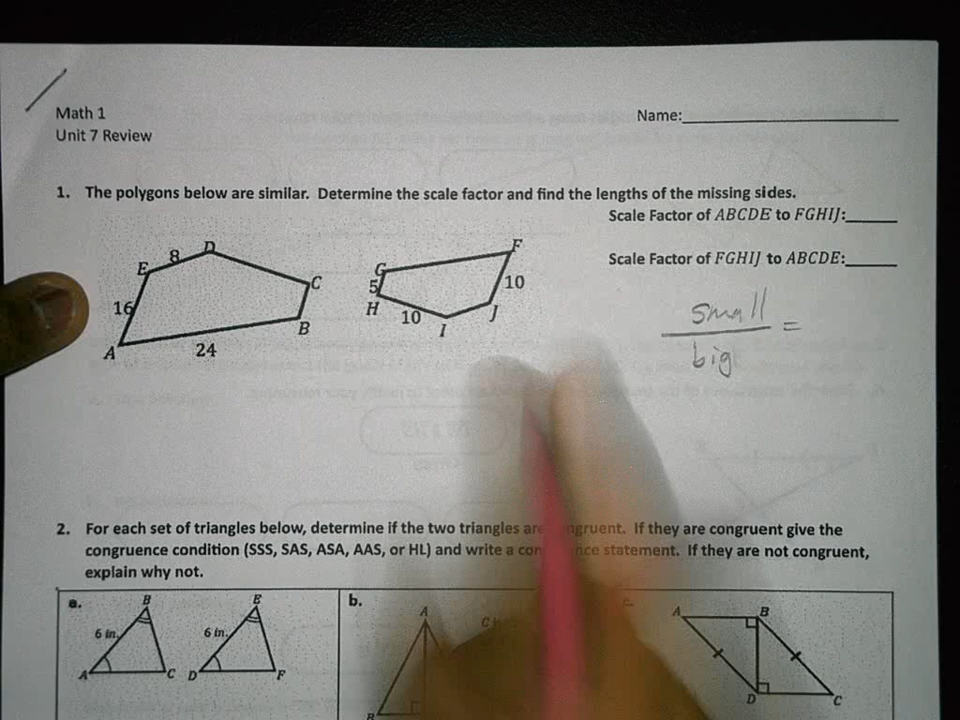 Math 1
Name:
Unit 7 Review
1. The polygons below are similar. Determine the scale factor and find the lengths of the missing sides.
Scale Factor of ABCDE to FGHIJ:
Scale Factor of FGHIJ to ABCDE:
E 8 D
C
16
A
24
B
G
F
5
H
10
I
J
10
small
=
big
2. For each set of triangles below, determine if the two triangles are congruent. If they are congruent give the
congruence condition (SSS, SAS, ASA, AAS, or HL) and write a statement. If they are not congruent,
explain why not.
a.
B
6 in.
A
C
E
6 in.
D
F
b.
A
B
A
B
D
C